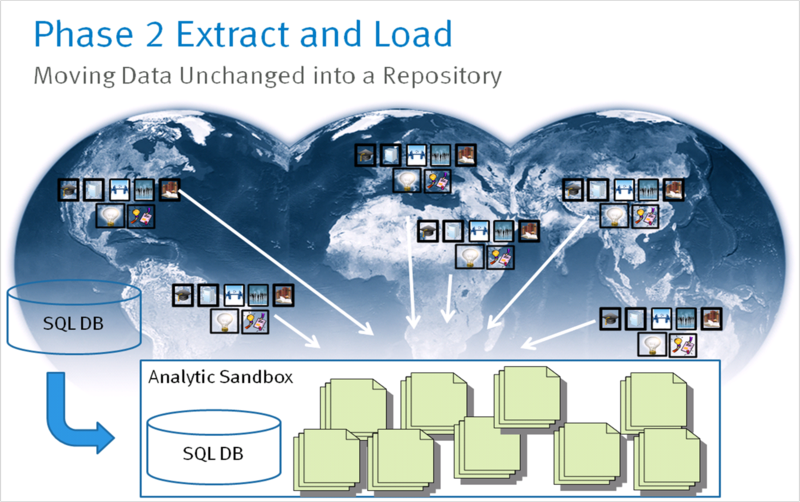 Phase 2 Extract and Load
Moving Data Unchanged into a Repository
SQL DB
Analytic Sandbox
SQL DB